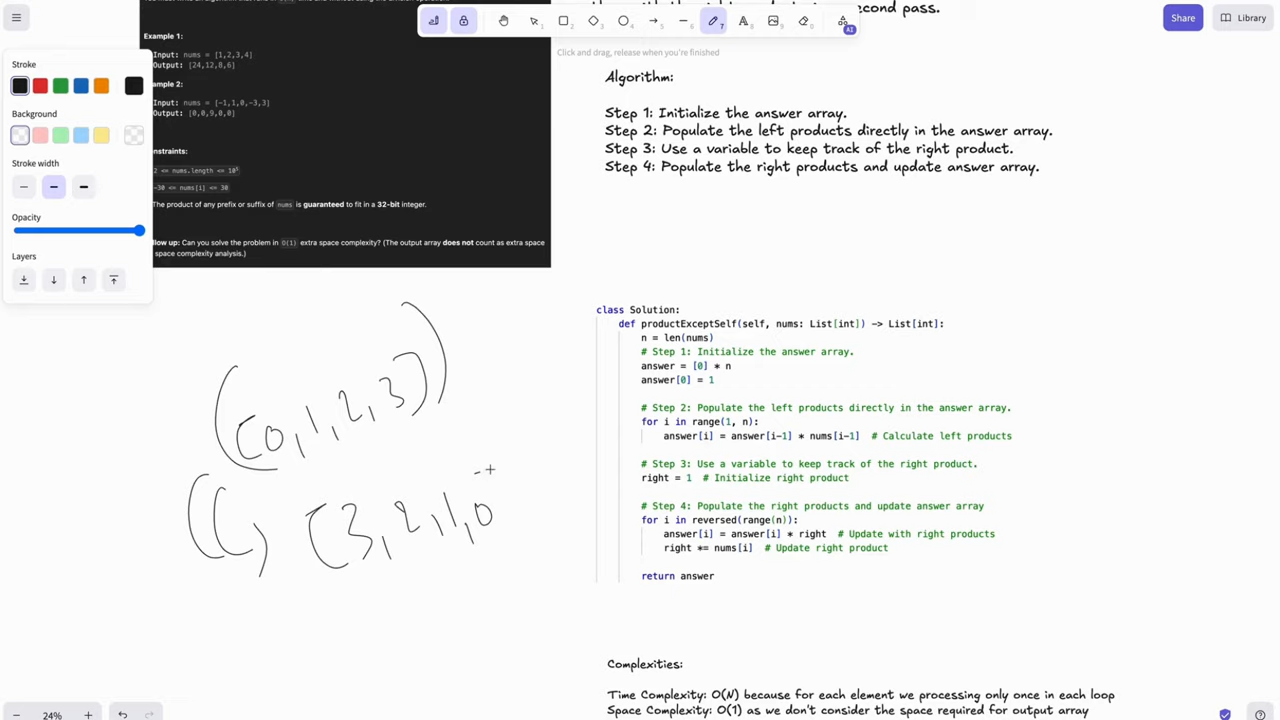 second pass.
Share
Library
Click and drag, release when you're finished
Example 1:
Input: nums = [1,2,3,4]
Output: [24,12,8,6]
ample 2:
Input: nums = [-1,1,0,-3,3]
Output: [0,0,9,0,0]
nstraints:
2 <= nums.length <= 10⁵
-30 <= nums[i] <= 30
The product of any prefix or suffix of nums is guaranteed to fit in a 32-bit integer.
llow up: Can you solve the problem in O(1) extra space complexity? (The output array does not count as extra space
space complexity analysis.)
Stroke
Background
Stroke width
Opacity
Layers
Algorithm:
Step 1: Initialize the answer array.
Step 2: Populate the left products directly in the answer array.
Step 3: Use a variable to keep track of the right product.
Step 4: Populate the right products and update answer array.
[0,1,2,3
[3,2,1,0
class Solution:
def productExceptSelf(self, nums: List[int]) -> List[int]:
n = len(nums)
# Step 1: Initialize the answer array.
answer = [0] * n
answer[0] = 1
# Step 2: Populate the left products directly in the answer array.
for i in range(1, n):
answer[i] = answer[i-1] * nums[i-1]  # Calculate left products
# Step 3: Use a variable to keep track of the right product.
right = 1  # Initialize right product
# Step 4: Populate the right products and update answer array
for i in reversed(range(n)):
answer[i] = answer[i] * right  # Update with right products
right *= nums[i]  # Update right product
return answer
Complexities:
Time Complexity: O(N) because for each element we processing only once in each loop
Space Complexity: O(1) as we don't consider the space required for output array
24%